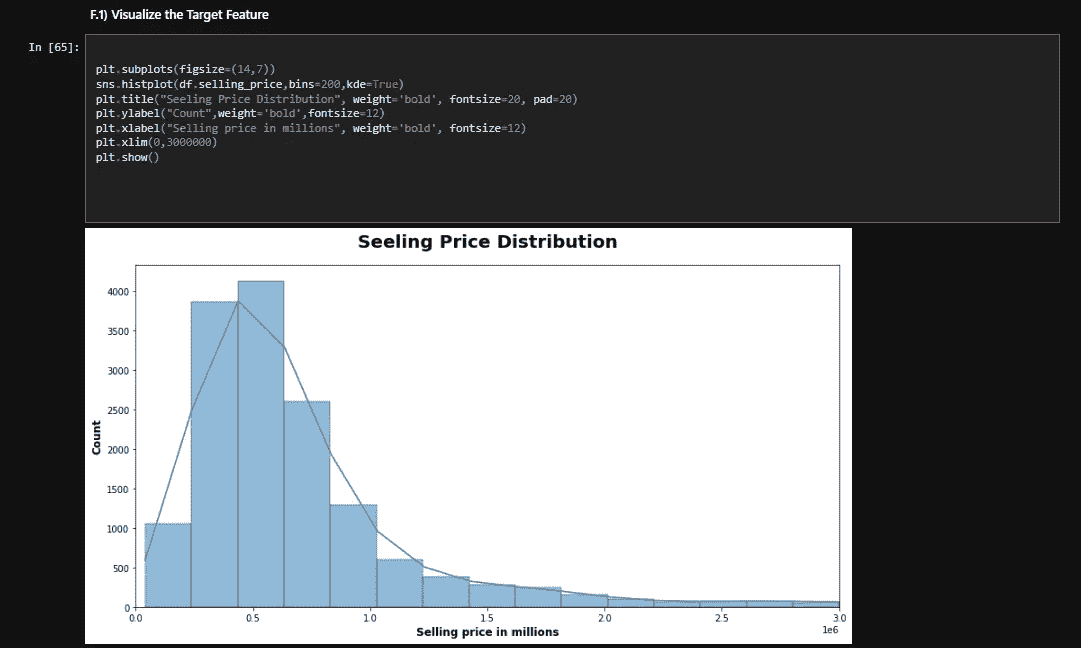 F.1) Visualize the Target Feature
In [65]:
plt.subplots(figsize=(14,7))
sns.histplot(df.selling_price,bins=200,kde=True)
plt.title("Seeling Price Distribution", weight='bold', fontsize=20, pad=20)
plt.ylabel("Count",weight='bold',fontsize=12)
plt.xlabel("Selling price in millions", weight='bold', fontsize=12)
plt.xlim(0,3000000)
plt.show()
Seeling Price Distribution
Count
4000
3500
3000
2500
2000
1500
1000
500
0
0.0 0.5 1.0 1.5 2.0 2.5 3.0
1e6
Selling price in millions